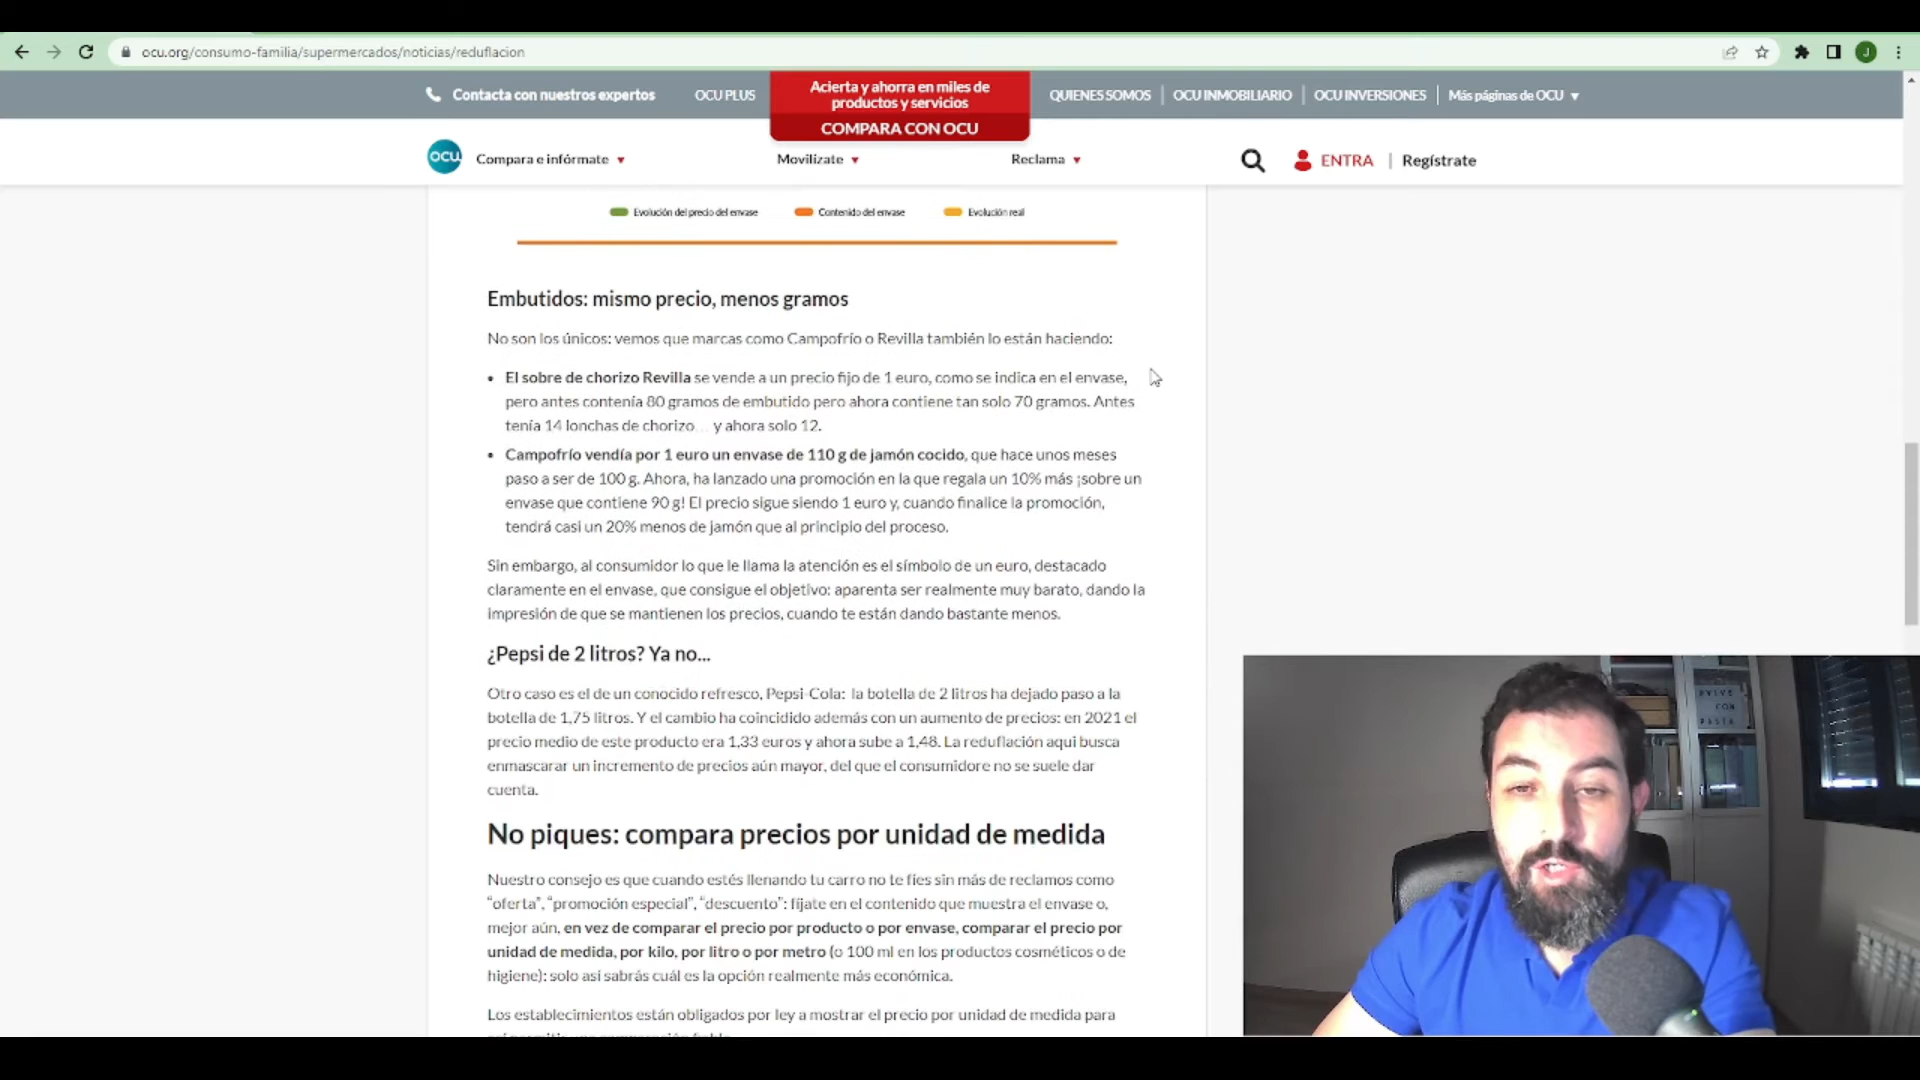 ocu.org/consumo-familia/supermercados/noticias/reduflacion
J
Contacta con nuestros expertos
OCU PLUS
Acierta y ahorra en miles de
productos y servicios
COMPARA CON OCU
QUIENES SOMOS
OCU INMOBILIARIO
OCU INVERSIONES
Más páginas de OCU
OCU
Compara e infórmate
Movilízate
Reclama
ENTRA
Regístrate
Evolución del precio del envase
Contenido del envase
Evolución real
Embutidos: mismo precio, menos gramos
No son los únicos: vemos que marcas como Campofrío o Revilla también lo están haciendo:
• El sobre de chorizo Revilla se vende a un precio fijo de 1 euro, como se indica en el envase,
pero antes contenía 80 gramos de embutido pero ahora contiene tan solo 70 gramos. Antes
tenía 14 lonchas de chorizo... y ahora solo 12.
• Campofrío vendía por 1 euro un envase de 110 g de jamón cocido, que hace unos meses
paso a ser de 100 g. Ahora, ha lanzado una promoción en la que regala un 10% más ¡sobre un
envase que contiene 90 g! El precio sigue siendo 1 euro y, cuando finalice la promoción,
tendrá casi un 20% menos de jamón que al principio del proceso.
Sin embargo, al consumidor lo que le llama la atención es el símbolo de un euro, destacado
claramente en el envase, que consigue el objetivo: aparenta ser realmente muy barato, dando la
impresión de que se mantienen los precios, cuando te están dando bastante menos.
¿Pepsi de 2 litros? Ya no...
Otro caso es el de un conocido refresco, Pepsi-Cola: la botella de 2 litros ha dejado paso a la
botella de 1,75 litros. Y el cambio ha coincidido además con un aumento de precios: en 2021 el
precio medio de este producto era 1,33 euros y ahora sube a 1,48. La reduflación aquí busca
enmascarar un incremento de precios aún mayor, del que el consumidore no se suele dar
cuenta.
No piques: compara precios por unidad de medida
Nuestro consejo es que cuando estés llenando tu carro no te fíes sin más de reclamos como
“oferta”, “promoción especial”, “descuento”: fíjate en el contenido que muestra el envase o,
mejor aún, en vez de comparar el precio por producto o por envase, comparar el precio por
unidad de medida, por kilo, por litro o por metro (o 100 ml en los productos cosméticos o de
higiene): solo así sabrás cuál es la opción realmente más económica.
Los establecimientos están obligados por ley a mostrar el precio por unidad de medida para
VIVE
CON
PASTA